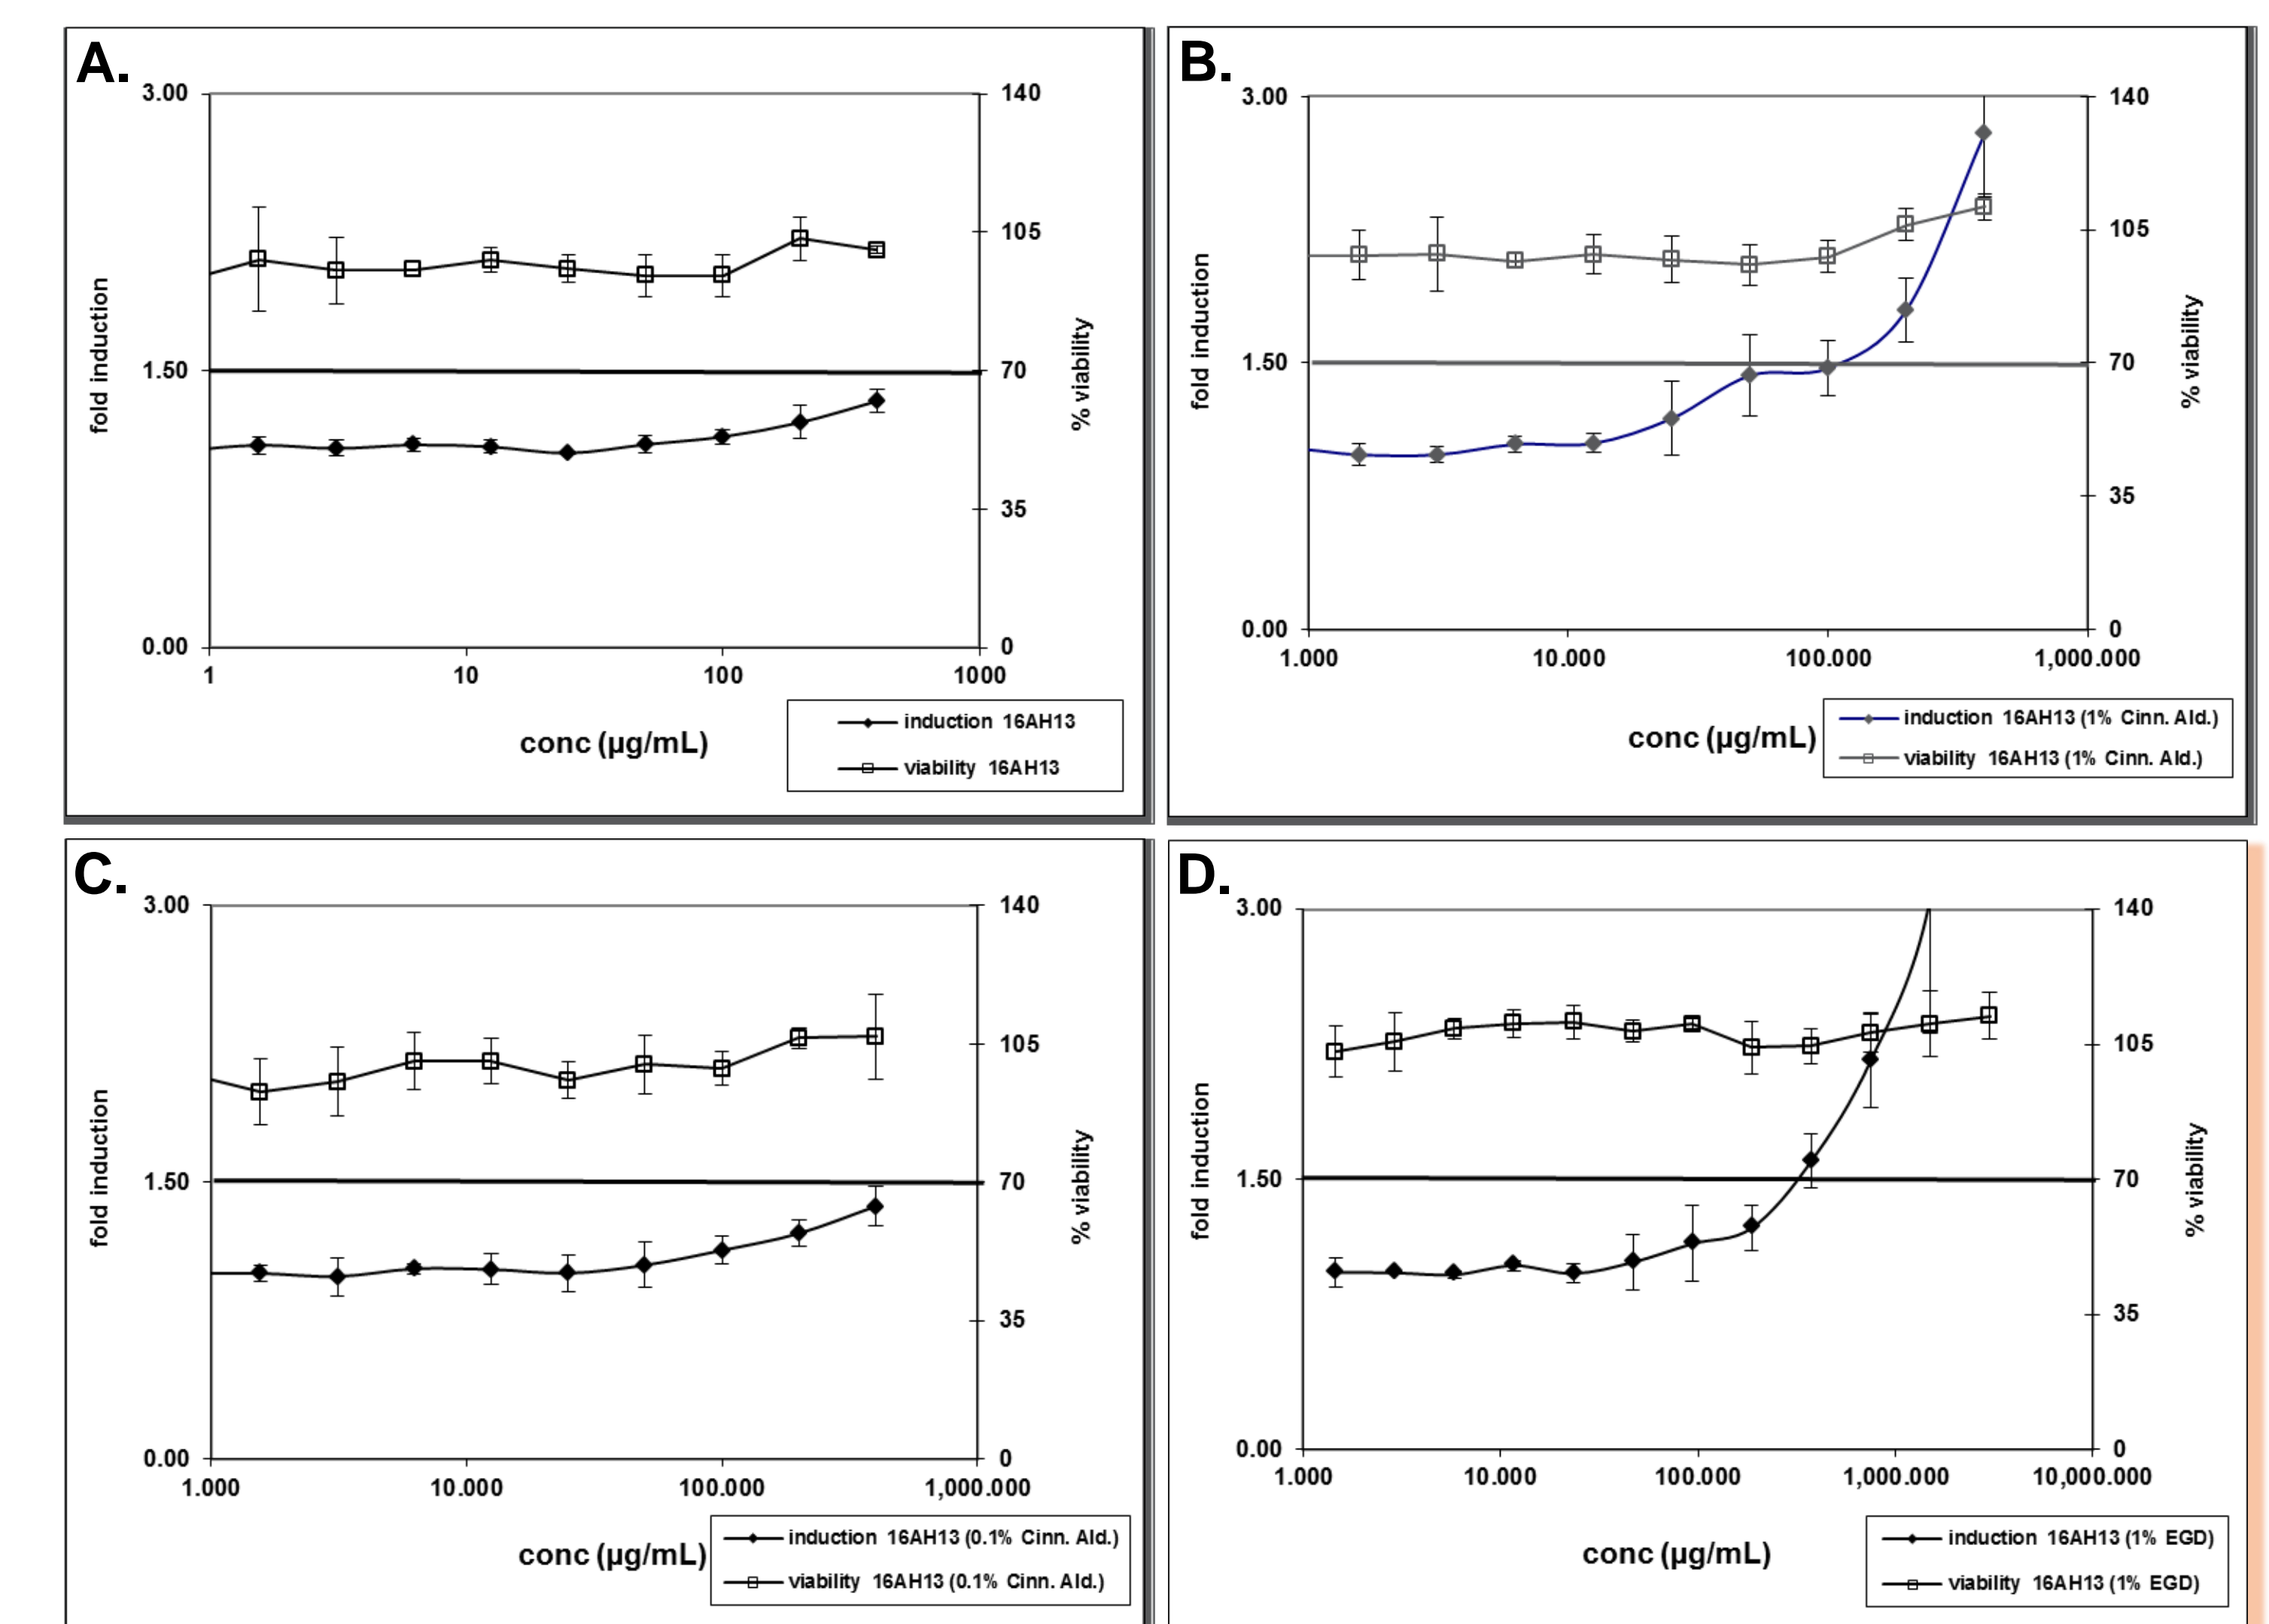 A.
3.00
140
105
fold induction
% viability
1.50
70
35
0.00
0
1
10
100
1000
conc (µg/mL)
induction 16AH13
viability 16AH13
B.
3.00
140
105
fold induction
% viability
1.50
70
35
0.00
0
1.000
10.000
100.000
1,000.000
conc (µg/mL)
induction 16AH13 (1% Cinn. Ald.)
viability 16AH13 (1% Cinn. Ald.)
C.
3.00
140
105
fold induction
% viability
1.50
70
35
0.00
0
1.000
10.000
100.000
1,000.000
conc (µg/mL)
induction 16AH13 (0.1% Cinn. Ald.)
viability 16AH13 (0.1% Cinn. Ald.)
D.
3.00
140
105
fold induction
% viability
1.50
70
35
0.00
0
1.000
10.000
100.000
1,000.000
10,000.000
conc (µg/mL)
induction 16AH13 (1% EGD)
viability 16AH13 (1% EGD)